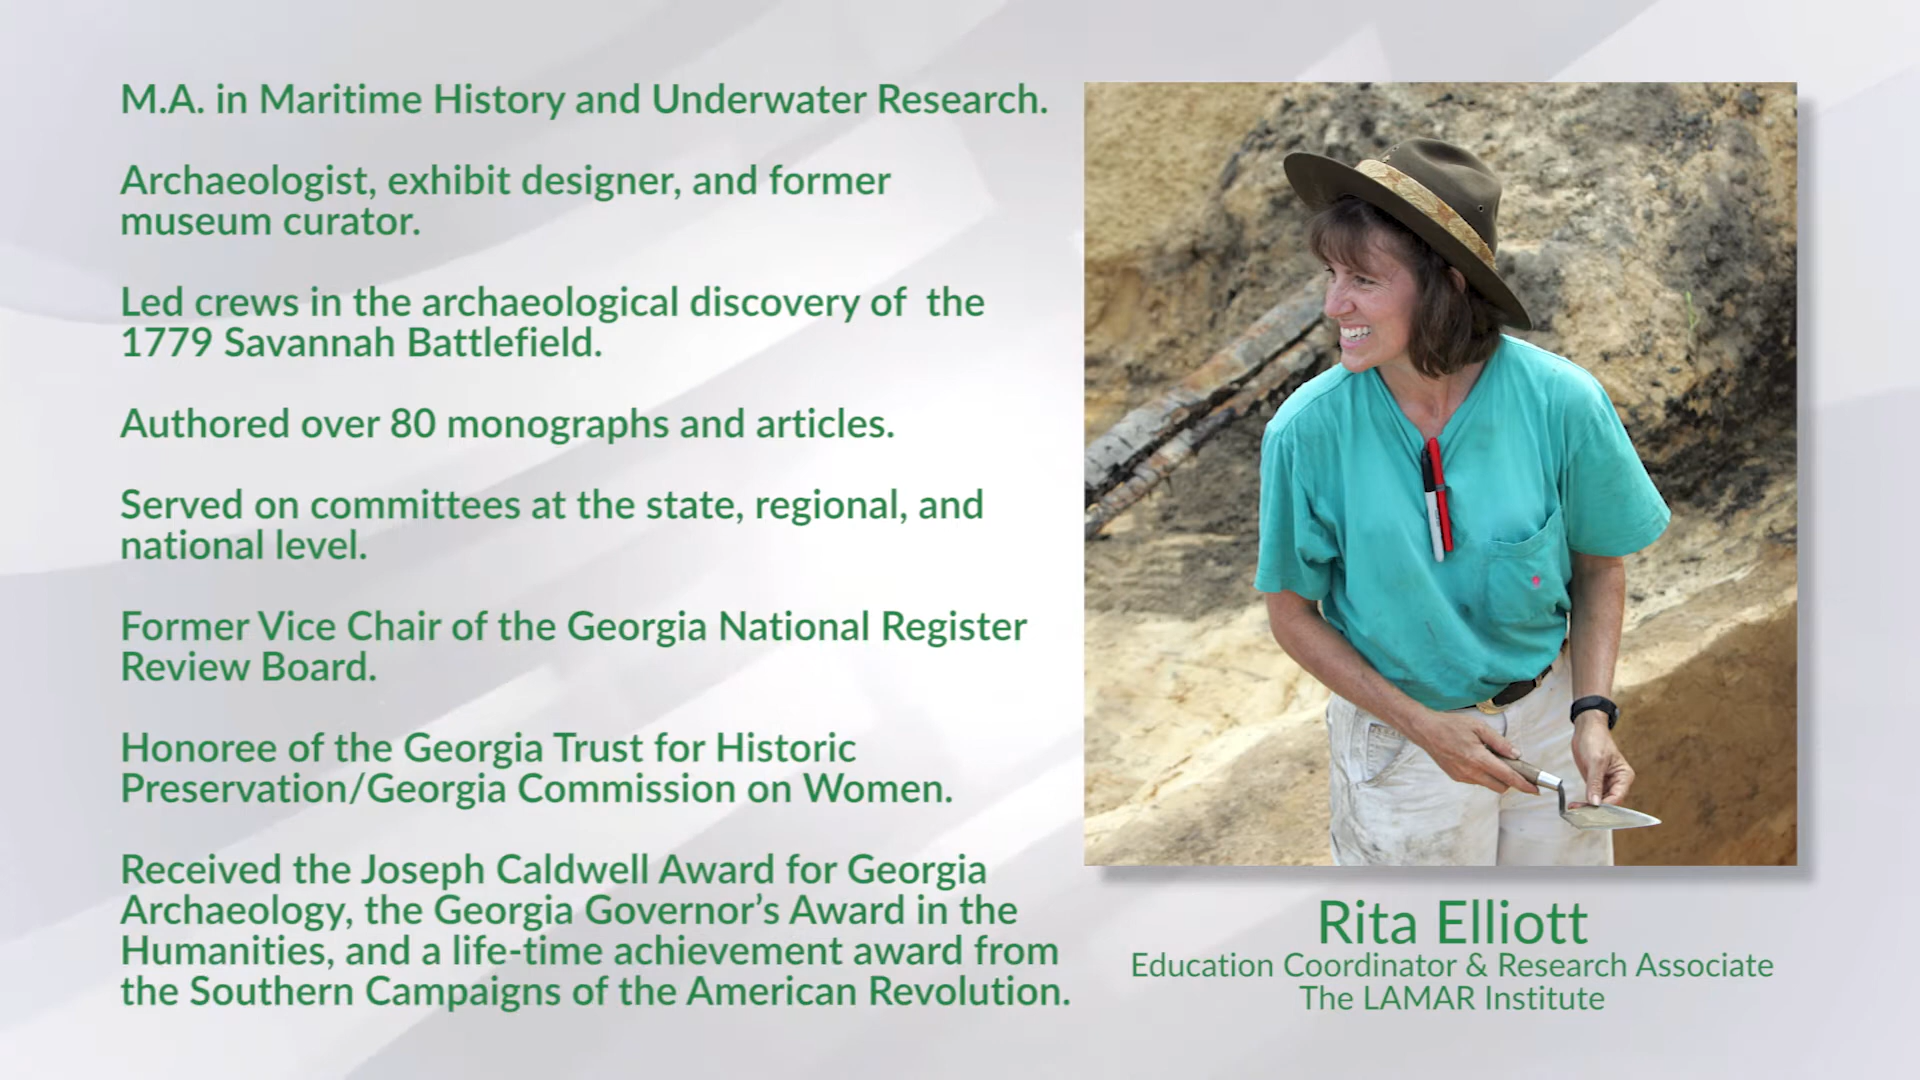 M.A. in Maritime History and Underwater Research.
Archaeologist, exhibit designer, and former
museum curator.
Led crews in the archaeological discovery of  the
1779 Savannah Battlefield.
Authored over 80 monographs and articles.
Served on committees at the state, regional, and
national level.
Former Vice Chair of the Georgia National Register
Review Board.
Honoree of the Georgia Trust for Historic
Preservation/Georgia Commission on Women.
Received the Joseph Caldwell Award for Georgia
Archaeology, the Georgia Governor’s Award in the
Humanities, and a life-time achievement award from
the Southern Campaigns of the American Revolution.
Rita Elliott
Education Coordinator & Research Associate
The LAMAR Institute